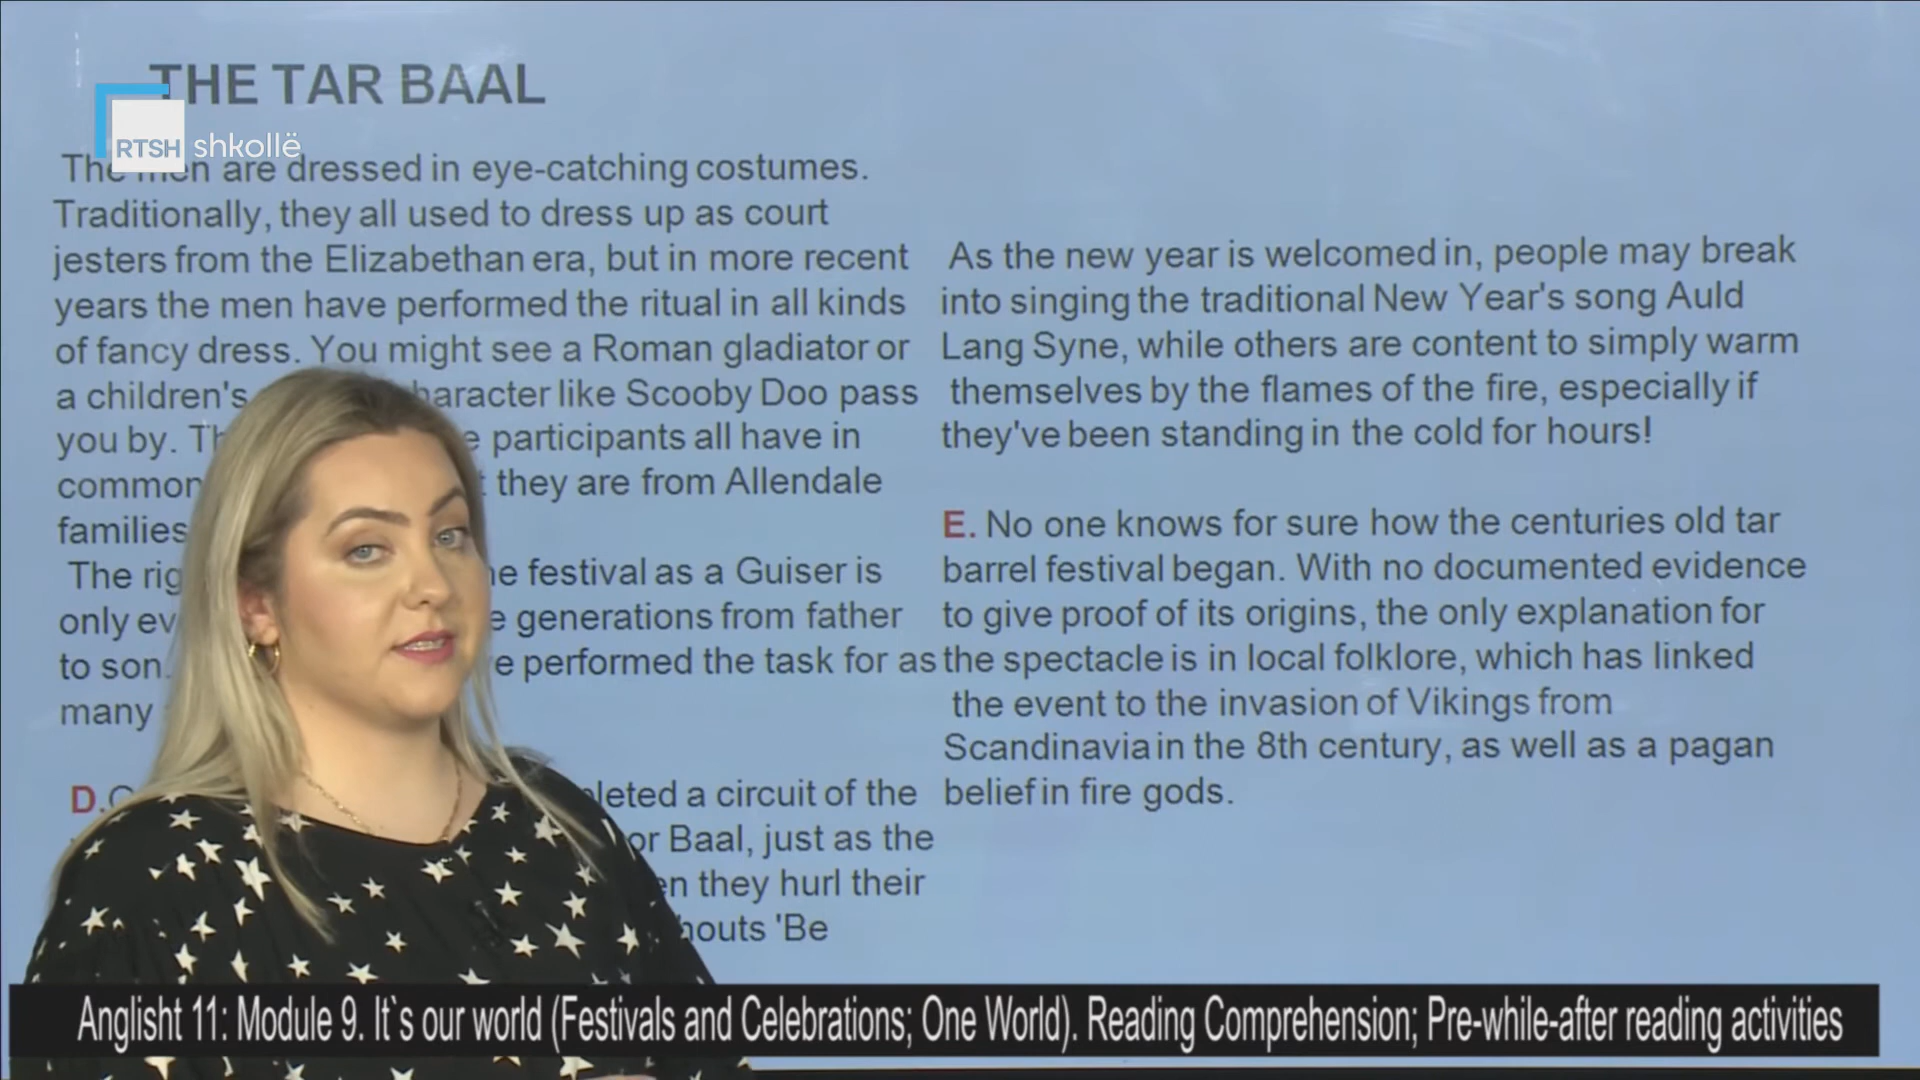 THE TAR BAAL
RTSH shkollë
The men are dressed in eye-catching costumes.
Traditionally, they all used to dress up as court
jesters from the Elizabethan era, but in more recent
years the men have performed the ritual in all kinds
of fancy dress. You might see a Roman gladiator or
a children's character like Scooby Doo pass
you by. participants all have in
common they are from Allendale
families
The festival as a Guiser is
only generations from father
to son. performed the task for as
many
D. a circuit of the
or Baal, just as the
they hurl their
'Be
As the new year is welcomed in, people may break
into singing the traditional New Year's song Auld
Lang Syne, while others are content to simply warm
themselves by the flames of the fire, especially if
they've been standing in the cold for hours!
E. No one knows for sure how the centuries old tar
barrel festival began. With no documented evidence
to give proof of its origins, the only explanation for
the spectacle is in local folklore, which has linked
the event to the invasion of Vikings from
Scandinavia in the 8th century, as well as a pagan
belief in fire gods.
Anglisht 11: Module 9. It`s our world (Festivals and Celebrations; One World). Reading Comprehension; Pre-while-after reading activities